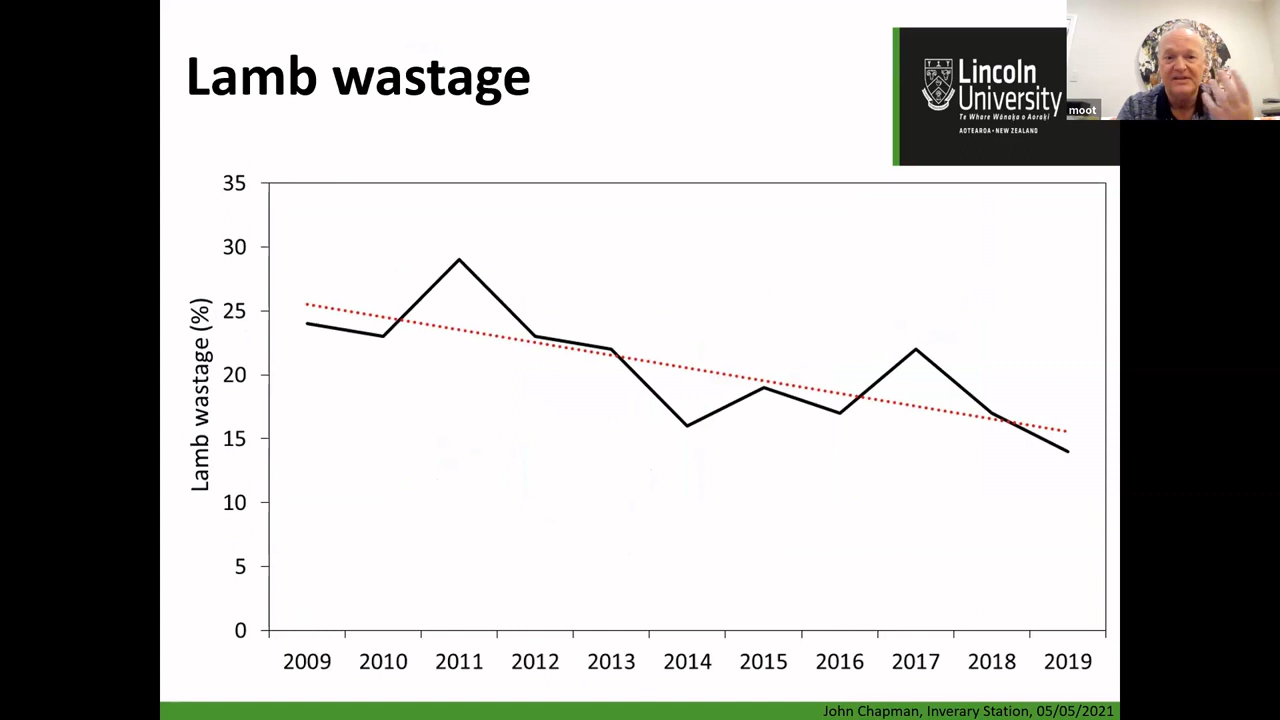 Lamb wastage
Lincoln
University
Te Whare Wānaka o Aoraki
AOTEAROA • NEW ZEALAND
moot
35
30
25
20
15
10
5
0
Lamb wastage (%)
2009 2010 2011 2012 2013 2014 2015 2016 2017 2018 2019
John Chapman, Inverary Station, 05/05/2021